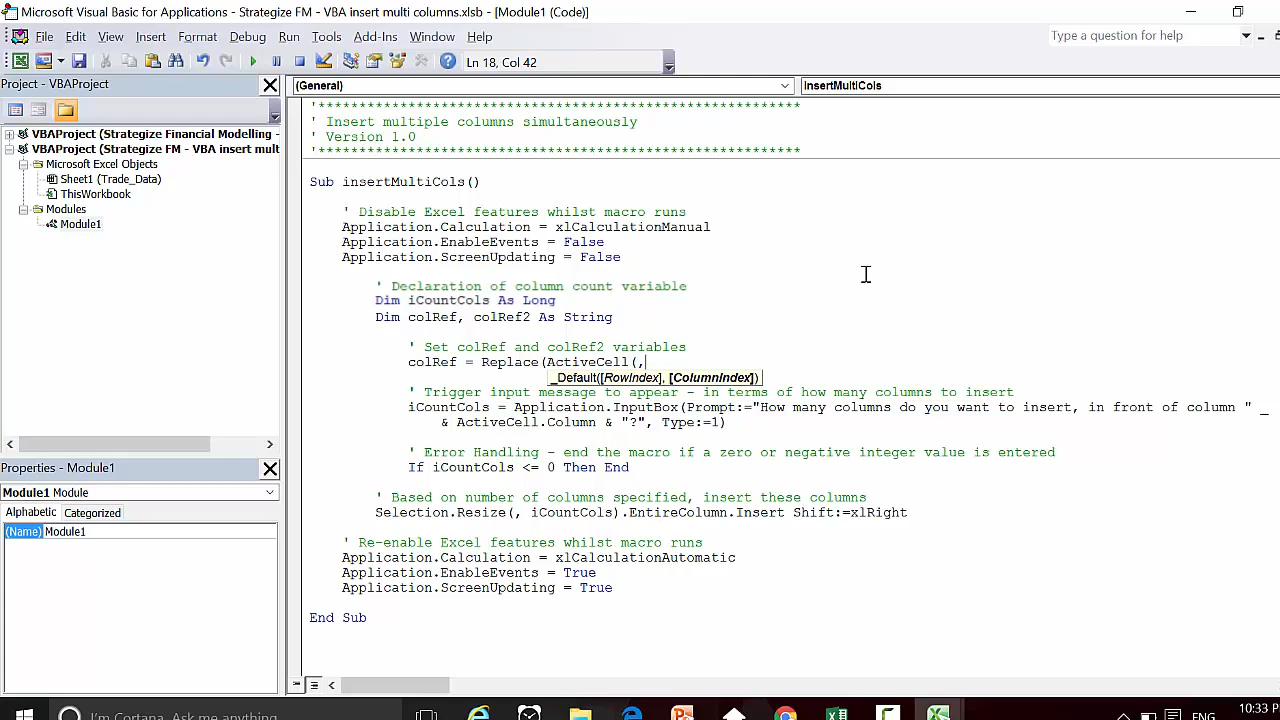 Microsoft Visual Basic for Applications - Strategize FM - VBA insert multi columns.xlsb - [Module1 (Code)]
File Edit View Insert Format Debug Run Tools Add-Ins Window Help
Type a question for help
Ln 18, Col 42
Project - VBAProject
VBAProject (Strategize Financial Modelling -
VBAProject (Strategize FM - VBA insert mult
Microsoft Excel Objects
Sheet1 (Trade_Data)
ThisWorkbook
Modules
Module1
Properties - Module1
Module1 Module
Alphabetic Categorized
(Name) Module1
(General)
InsertMultiCols
'************************************************************
' Insert multiple columns simultaneously
' Version 1.0
'************************************************************
Sub insertMultiCols()
' Disable Excel features whilst macro runs
Application.Calculation = xlCalculationManual
Application.EnableEvents = False
Application.ScreenUpdating = False
' Declaration of column count variable
Dim iCountCols As Long
Dim colRef, colRef2 As String
' Set colRef and colRef2 variables
colRef = Replace(ActiveCell(,
_Default([RowIndex], [ColumnIndex])
' Trigger input message to appear - in terms of how many columns to insert
iCountCols = Application.InputBox(Prompt:="How many columns do you want to insert, in front of column " _
& ActiveCell.Column & "?", Type:=1)
' Error Handling - end the macro if a zero or negative integer value is entered
If iCountCols <= 0 Then End
' Based on number of columns specified, insert these columns
Selection.Resize(, iCountCols).EntireColumn.Insert Shift:=xlRight
' Re-enable Excel features whilst macro runs
Application.Calculation = xlCalculationAutomatic
Application.EnableEvents = True
Application.ScreenUpdating = True
End Sub
I'm Cortana. Ask me anything.
ENG
10:33 P